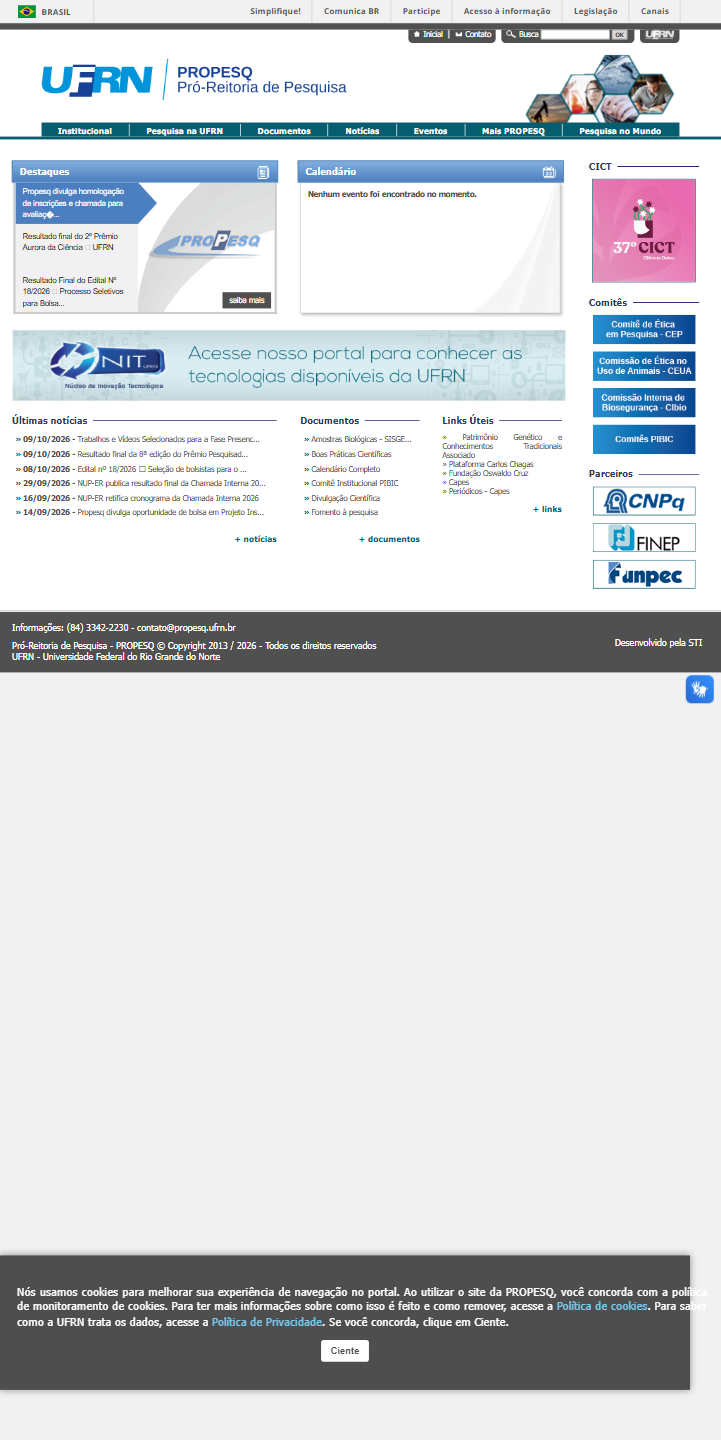 BRASIL
Simplifique! Comunica BR Participe Acesso à informação Legislação Canais
Inicial | Contato Busca OK UFRN
UFRN
PROPESQ
Pró-Reitoria de Pesquisa
Institucional Pesquisa na UFRN Documentos Notícias Eventos Mais PROPESQ Pesquisa no Mundo
Destaques
Propesq divulga homologação
de inscrições e chamada para
avaliaç�...
Resultado final do 2º Prêmio
Aurora da Ciência □ UFRN
Resultado Final do Edital Nº
18/2026 □ Processo Seletivos
para Bolsa...
PROPESQ
saiba mais
Calendário
Nenhum evento foi encontrado no momento.
CICT
37º CICT
Ciência Dados
Comitês
Comitê de Ética
em Pesquisa - CEP
Comissão de Ética no
Uso de Animais - CEUA
Comissão Interna de
Biosegurança - CIbio
Comitês PIBIC
Parceiros
CNPq
FINEP
Funpec
NIT UFRN
Núcleo de Inovação Tecnológica
Acesse nosso portal para conhecer as
tecnologias disponíveis da UFRN
Últimas notícias
» 09/10/2026 - Trabalhos e Vídeos Selecionados para a Fase Presenc...
» 09/10/2026 - Resultado final da 8ª edição do Prêmio Pesquisad...
» 08/10/2026 - Edital nº 18/2026 □ Seleção de bolsistas para o ...
» 29/09/2026 - NUP-ER publica resultado final da Chamada Interna 20...
» 16/09/2026 - NUP-ER retifica cronograma da Chamada Interna 2026
» 14/09/2026 - Propesq divulga oportunidade de bolsa em Projeto Ins...
+ notícias
Documentos
» Amostras Biológicas - SISGE...
» Boas Práticas Científicas
» Calendário Completo
» Comitê Institucional PIBIC
» Divulgação Científica
» Fomento à pesquisa
+ documentos
Links Úteis
» Patrimônio Genético e
Conhecimentos Tradicionais
Associado
» Plataforma Carlos Chagas
» Fundação Oswaldo Cruz
» Capes
» Periódicos - Capes
+ links
Informações: (84) 3342-2230 - contato@propesq.ufrn.br
Pró-Reitoria de Pesquisa - PROPESQ © Copyright 2013 / 2026 - Todos os direitos reservados
UFRN - Universidade Federal do Rio Grande do Norte
Desenvolvido pela STI
Nós usamos cookies para melhorar sua experiência de navegação no portal. Ao utilizar o site da PROPESQ, você concorda com a política
de monitoramento de cookies. Para ter mais informações sobre como isso é feito e como remover, acesse a Política de cookies. Para saber
como a UFRN trata os dados, acesse a Política de Privacidade. Se você concorda, clique em Ciente.
Ciente